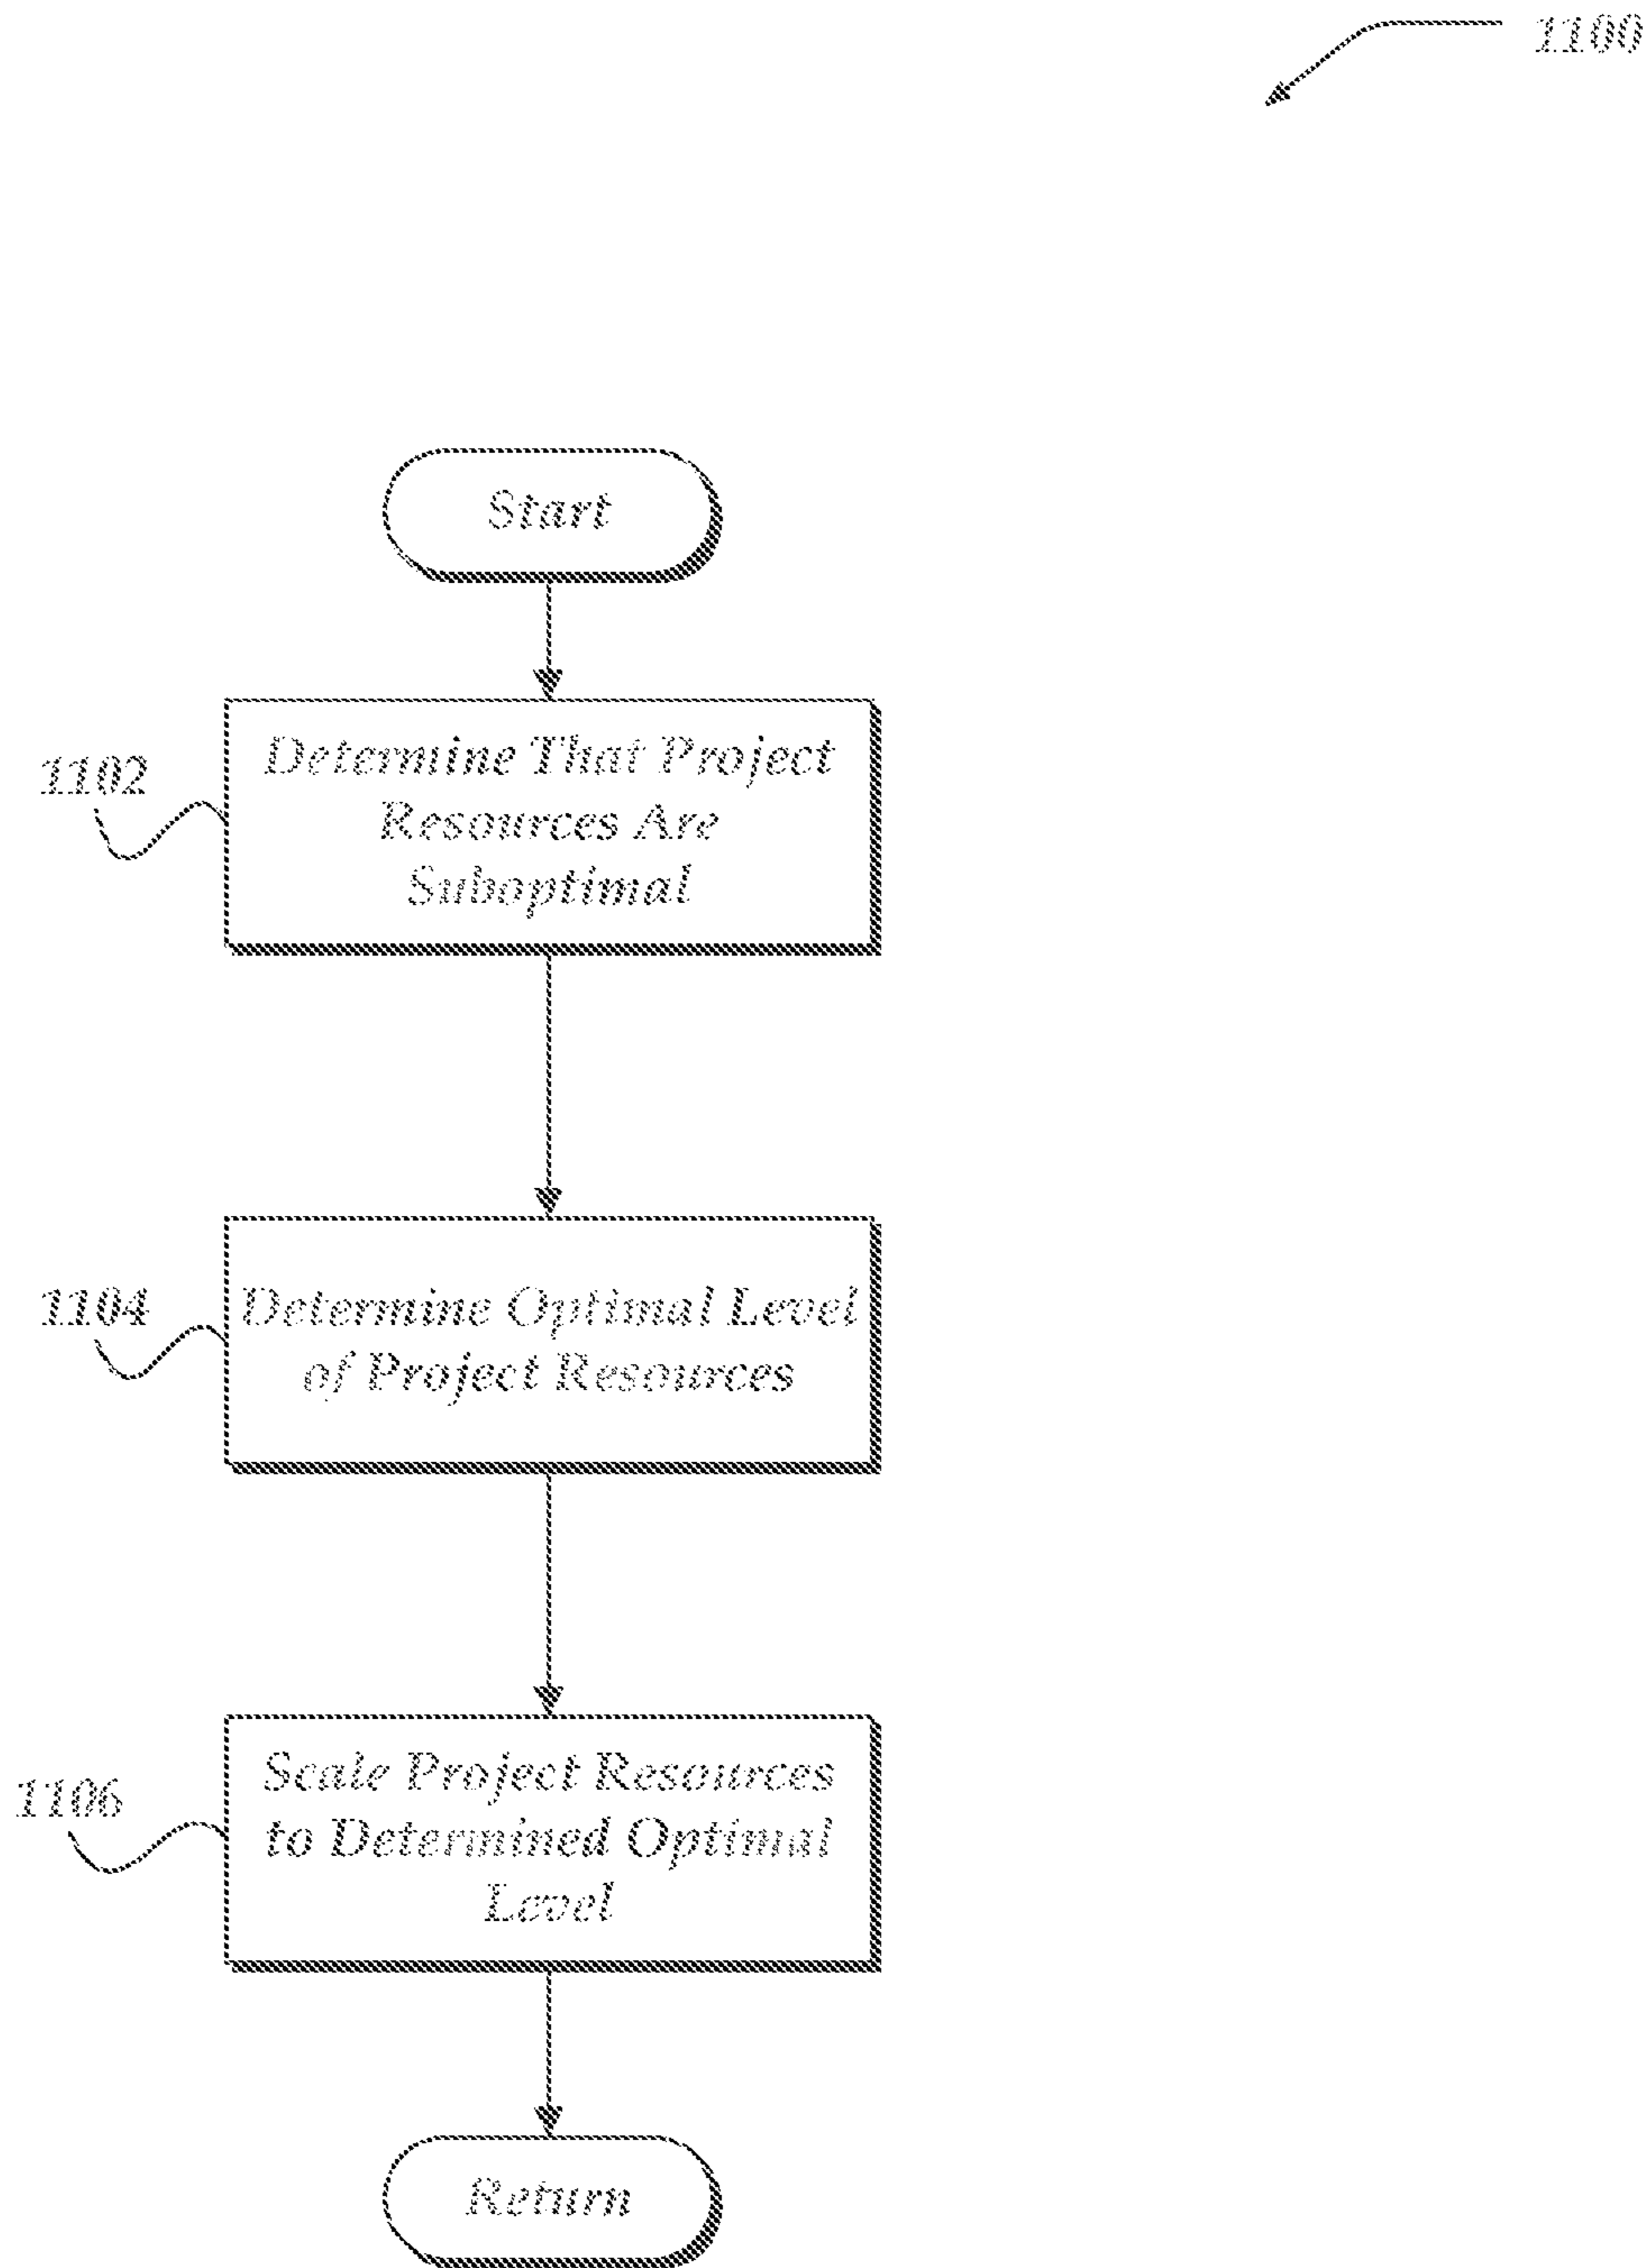 1100
Start
1102
Determine That Project
Resources Are
Suboptimal
1104
Determine Optimal Level
of Project Resources
1106
Scale Project Resources
to Determined Optimal
Level
Return